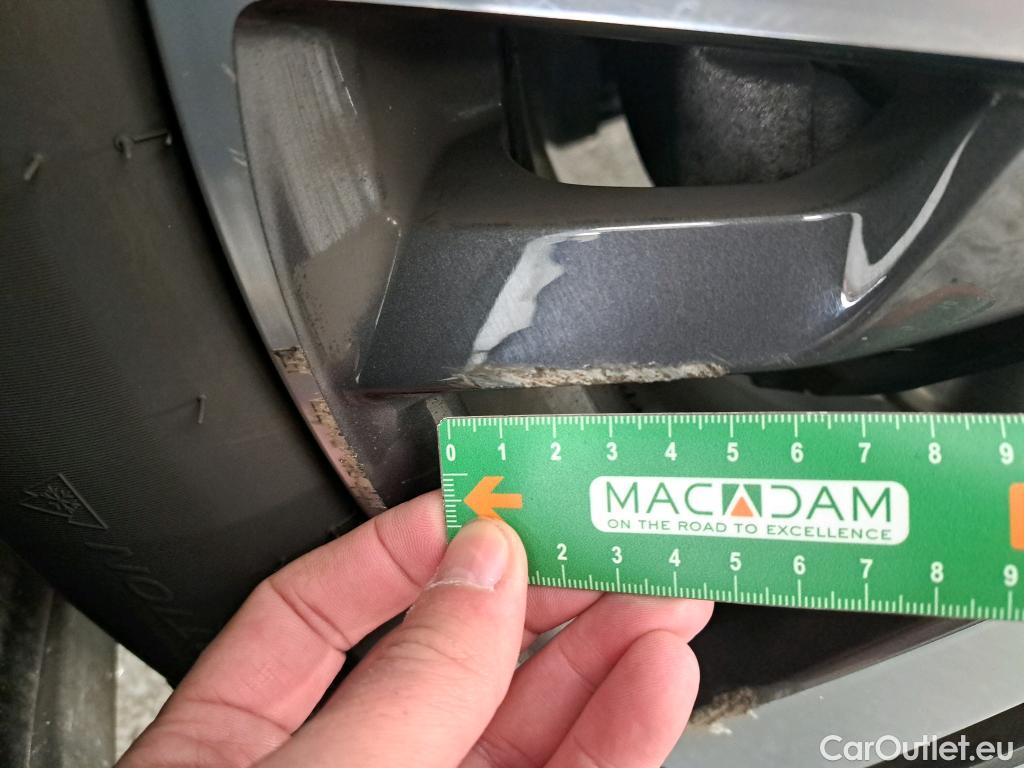 0 1 2 3 4 5 6 7 8 9
MACADAM
ON THE ROAD TO EXCELLENCE
2 3 4 5 6 7 8 9
CarOutlet.eu